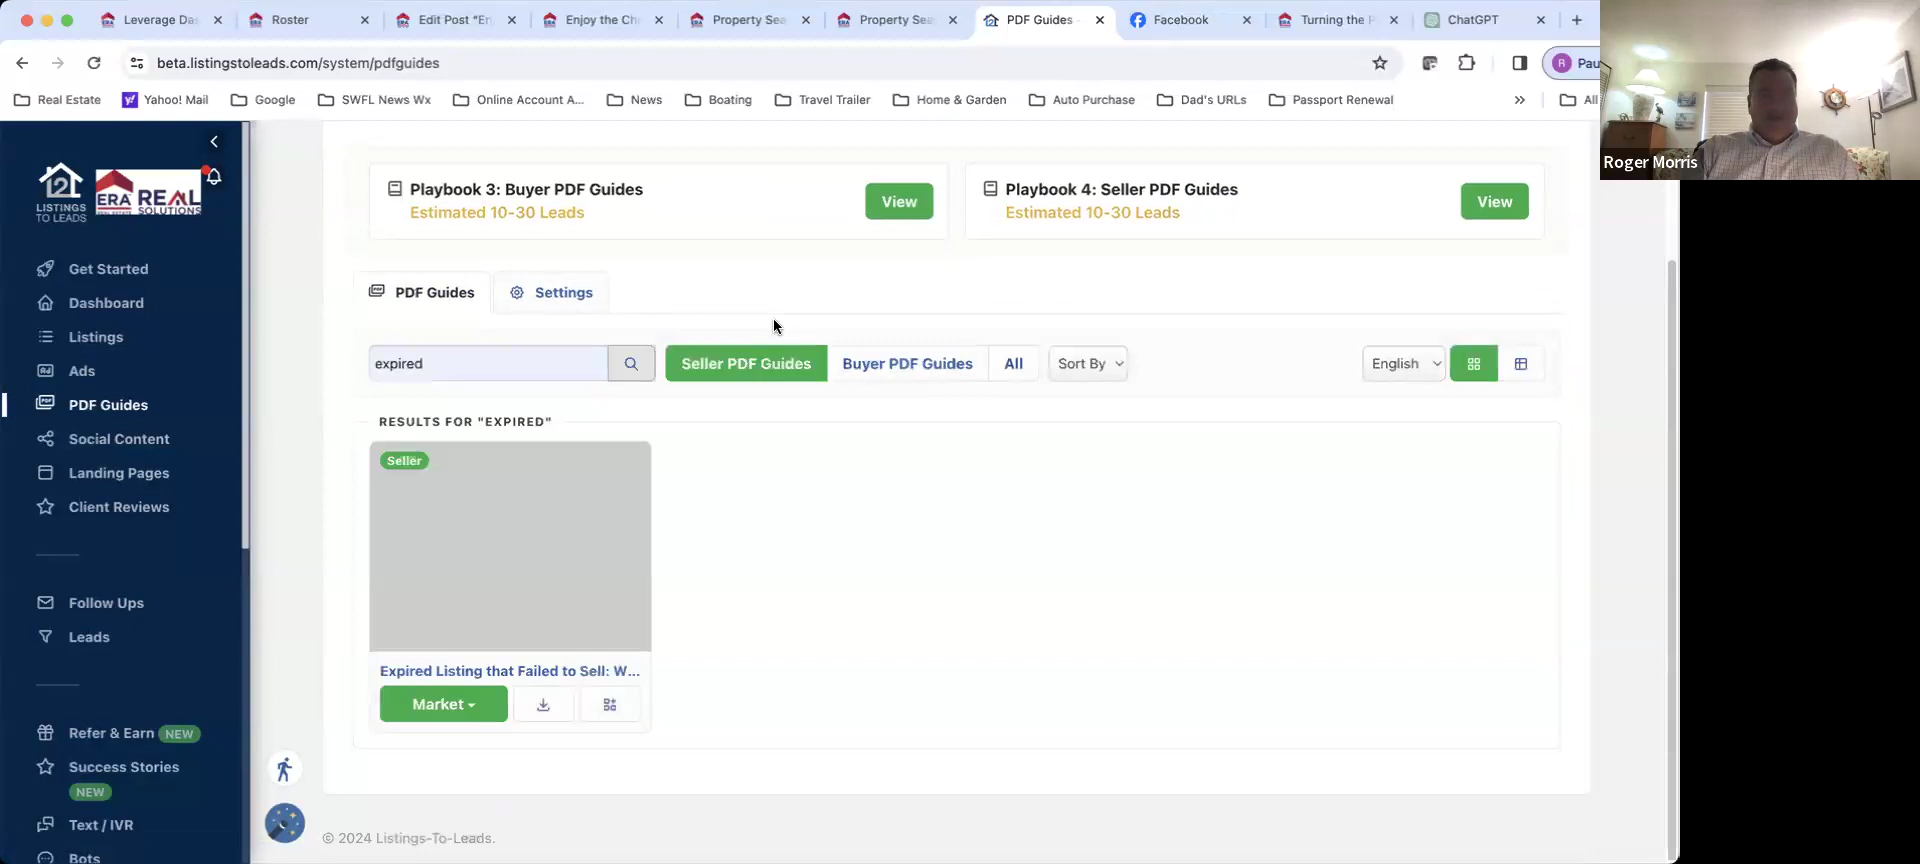 Leverage Da
Roster
Edit Post "En
Enjoy the Ch
Property Sea
Property Sea
PDF Guides -
Facebook
Turning the P
ChatGPT
beta.listingstoleads.com/system/pdfguides
R
Pau
Real Estate
Yahoo! Mail
Google
SWFL News Wx
Online Account A...
News
Boating
Travel Trailer
Home & Garden
Auto Purchase
Dad's URLs
Passport Renewal
»
All
Roger Morris
LISTINGS
TO LEADS
ERA
REAL ESTATE
REAL
SOLUTIONS
Get Started
Dashboard
Listings
Ads
PDF Guides
Social Content
Landing Pages
Client Reviews
Follow Ups
Leads
Refer & Earn NEW
Success Stories
NEW
Text / IVR
Bots
Playbook 3: Buyer PDF Guides
Estimated 10-30 Leads
View
Playbook 4: Seller PDF Guides
Estimated 10-30 Leads
View
PDF Guides
Settings
expired
Seller PDF Guides
Buyer PDF Guides
All
Sort By
English
RESULTS FOR "EXPIRED"
Seller
Expired Listing that Failed to Sell: W...
Market
© 2024 Listings-To-Leads.